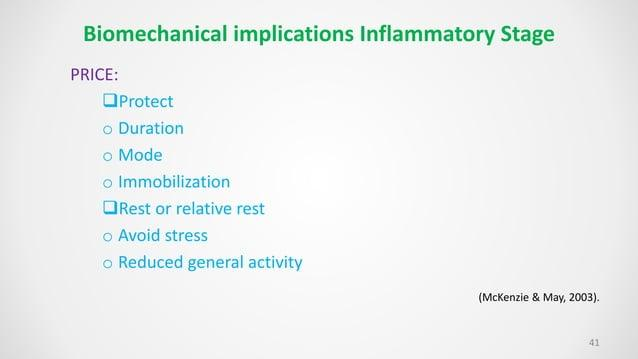 Biomechanical implications Inflammatory Stage
PRICE:
❑Protect
o Duration
o Mode
o Immobilization
❑Rest or relative rest
o Avoid stress
o Reduced general activity
(McKenzie & May, 2003).
41